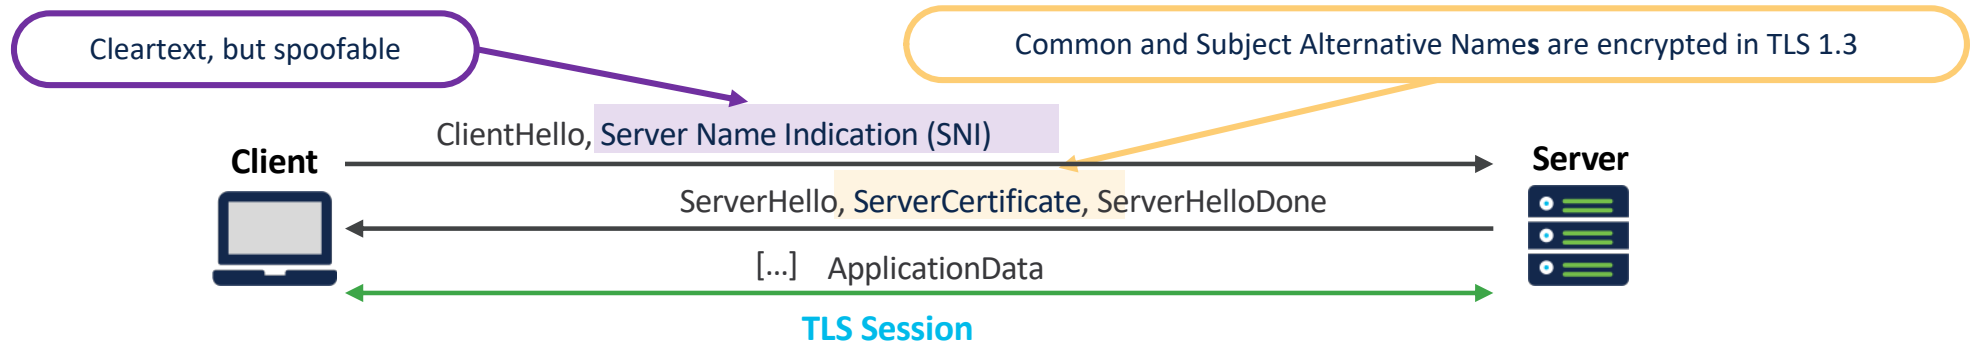 Cleartext, but spoofable
Common and Subject Alternative Names are encrypted in TLS 1.3
ClientHello, Server Name Indication (SNI)
Client
Server
ServerHello, ServerCertificate, ServerHelloDone
[...] ApplicationData
TLS Session